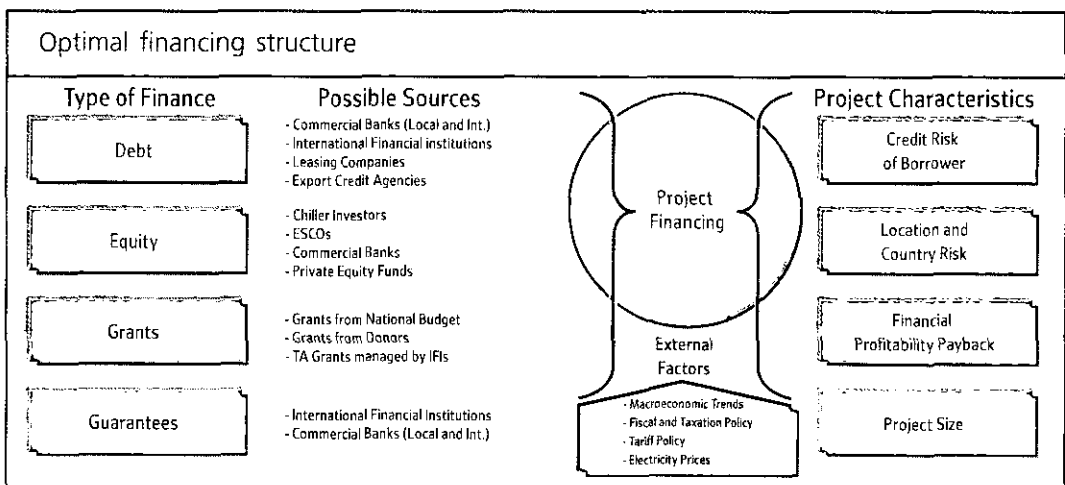 Optimal financing structure
Type of Finance
Possible Sources
Project Characteristics
Debt
- Commercial Banks (Local and Int.)
- International Financial institutions
- Leasing Companies
- Export Credit Agencies
Equity
- Chiller Investors
- ESCOs
- Commercial Banks
- Private Equity Funds
Grants
- Grants from National Budget
- Grants from Donors
- TA Grants managed by IFIs
Guarantees
- International Financial Institutions
- Commercial Banks (Local and Int.)
Project
Financing
External
Factors
- Macroeconomic Trends
- Fiscal and Taxation Policy
- Tariff Policy
- Electricity Prices
Credit Risk
of Borrower
Location and
Country Risk
Financial
Profitability Payback
Project Size